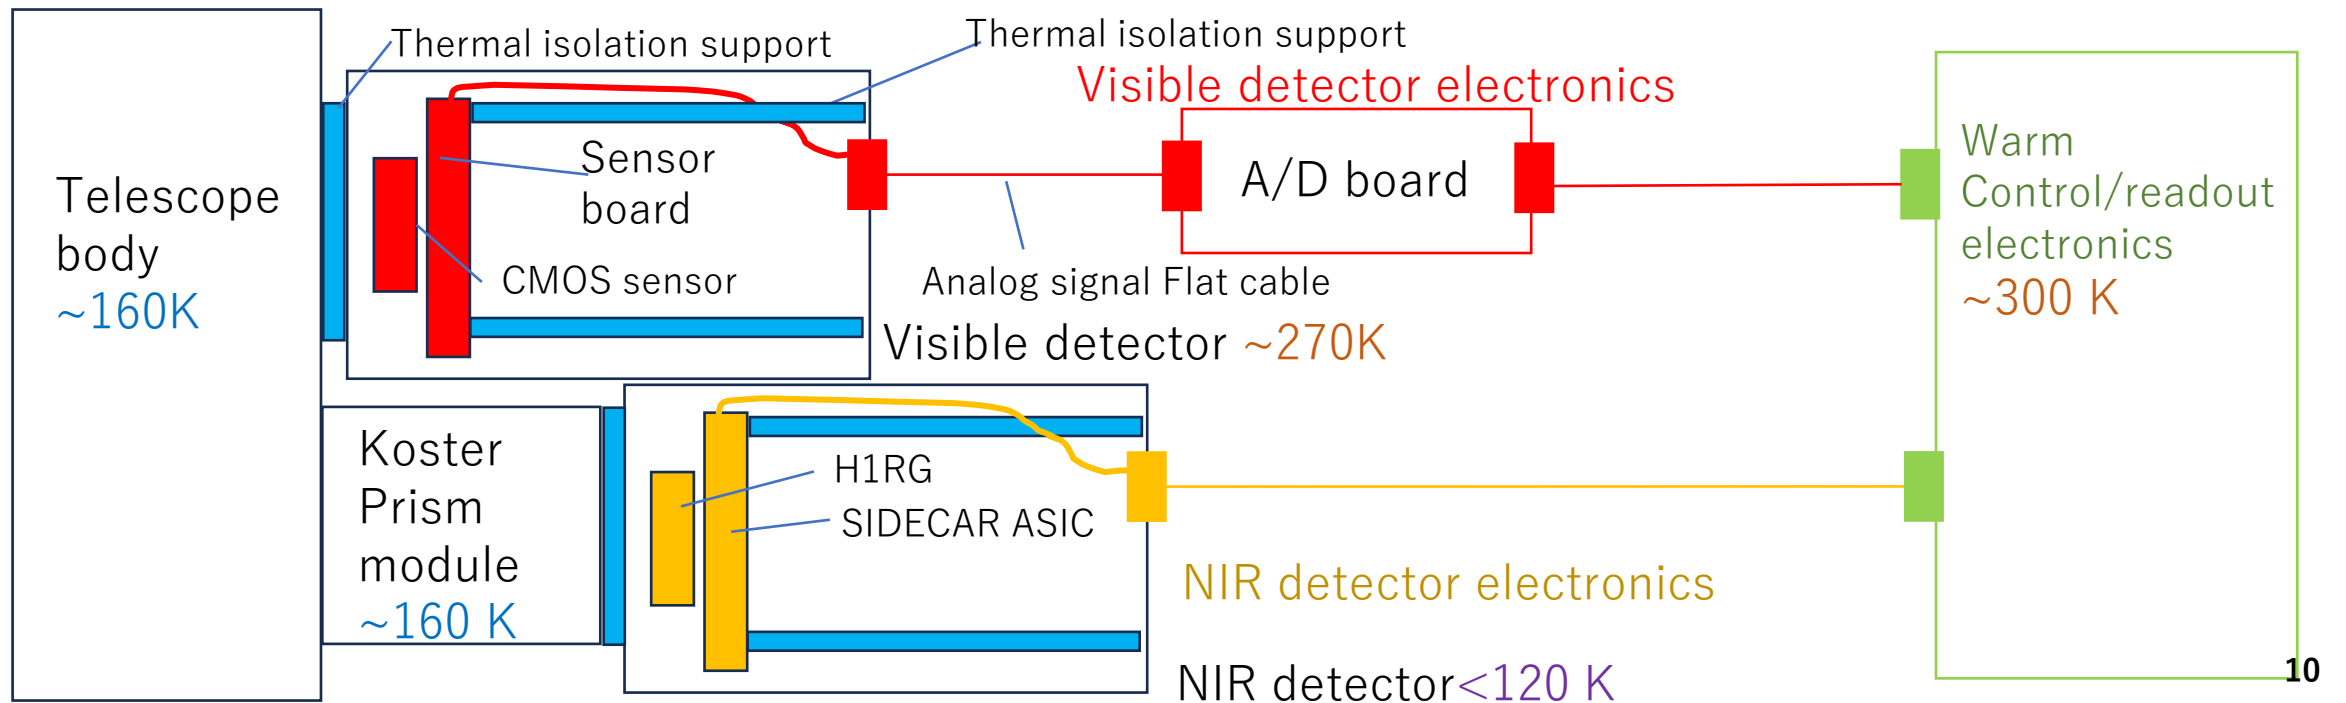 Thermal isolation support
Thermal isolation support
Visible detector electronics
Telescope
body
~160K
Sensor
board
CMOS sensor
A/D board
Analog signal Flat cable
Visible detector ~270K
Warm
Control/readout
electronics
~300 K
Koster
Prism
module
~160 K
H1RG
SIDECAR ASIC
NIR detector electronics
NIR detector<120 K
10